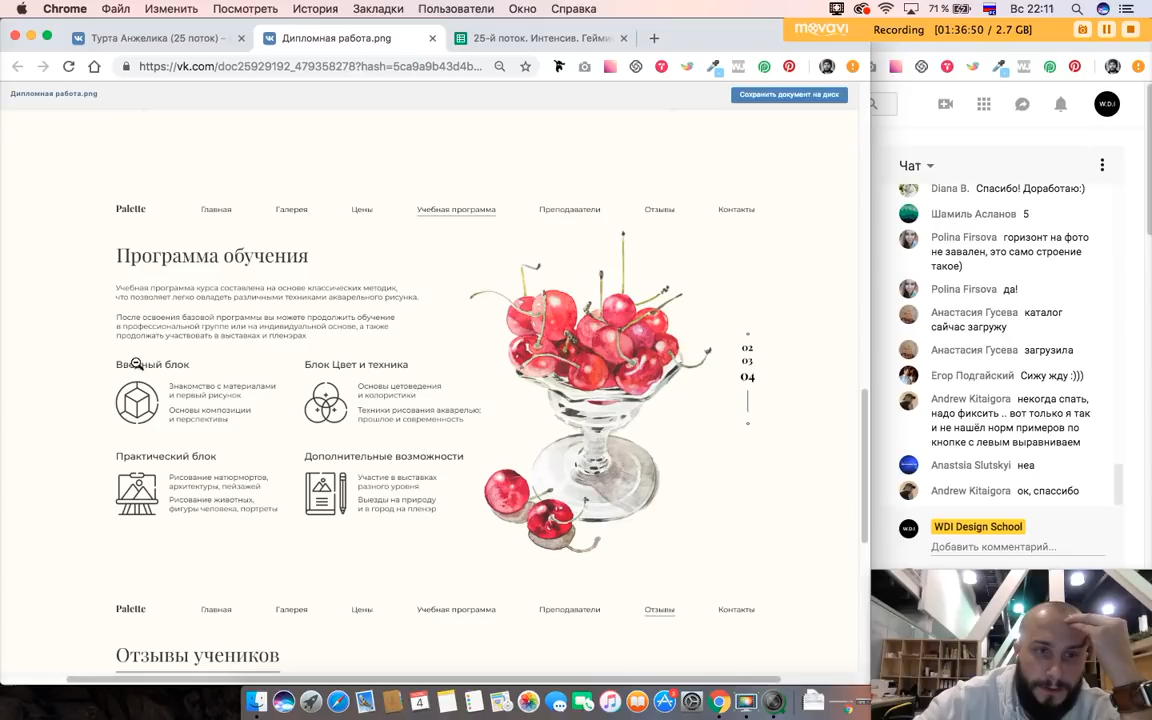 Chrome Файл Изменить Посмотреть История Закладки Пользователи Окно Справка 71 % Вс 22:11
movavi Recording [01:36:50 / 2.7 GB]
Турта Анжелика (25 поток) – Дипломная работа.png 25-й поток. Интенсив. Гейми
https://vk.com/doc25929192_479358278?hash=5ca9a9b43d4b...
Дипломная работа.png Сохранить документ на диск
W.D.I
Palette Главная Галерея Цены Учебная программа Преподаватели Отзывы Контакты
Программа обучения
Учебная программа курса составлена на основе классических методик,
что позволяет легко овладеть различными техниками акварельного рисунка.
После освоения базовой программы вы можете продолжить обучение
в профессиональной группе или на индивидуальной основе, а также
продолжать участвовать в выставках и пленэрах
02
03
04
Вводный блок
Знакомство с материалами
и первый рисунок
Основы композиции
и перспективы
Блок Цвет и техника
Основы цетоведения
и колористики
Техники рисования акварелью:
прошлое и современность
Практический блок
Рисование натюрмортов,
архитектуры, пейзажей
Рисование животных,
фигуры человека, портреты
Дополнительные возможности
Участие в выставках
разного уровня
Выезды на природу
и в город на пленэр
Palette Главная Галерея Цены Учебная программа Преподаватели Отзывы Контакты
Отзывы учеников
Чат
Diana B. Спасибо! Доработаю:)
Шамиль Асланов 5
Polina Firsova горизонт на фото
не завален, это само строение
такое)
Polina Firsova да!
Анастасия Гусева каталог
сейчас загружу
Анастасия Гусева загрузила
Егор Подгайский Сижу жду :)))
Andrew Kitaigora некогда спать,
надо фиксить .. вот только я так
и не нашёл норм примеров по
кнопке с левым выравниваем
Anastsia Slutskyi неа
Andrew Kitaigora ок, спассибо
W.D.I WDI Design School
Добавить комментарий...